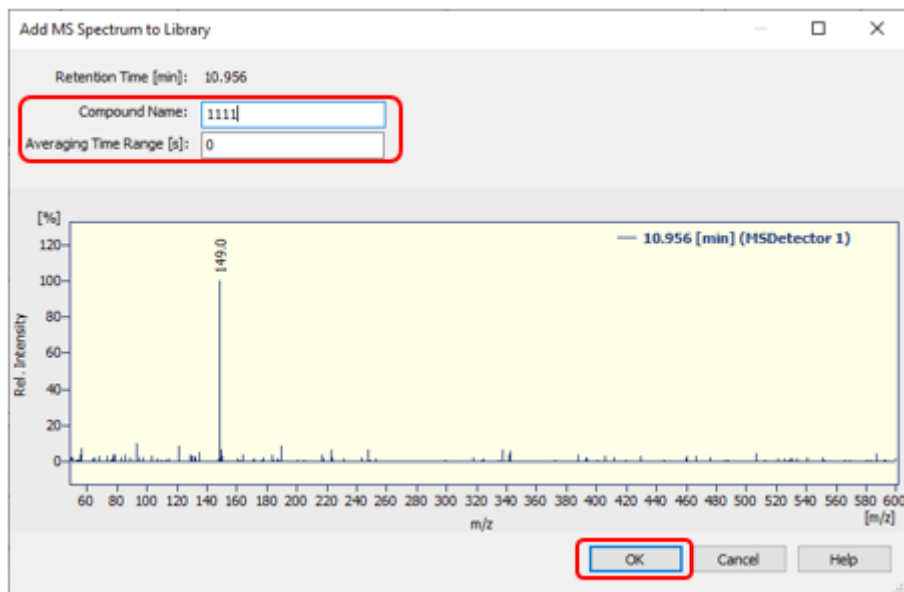 Add MS Spectrum to Library
Retention Time [min]: 10.956
Compound Name: 1111
Averaging Time Range [s]: 0
[%]
— 10.956 [min] (MSDetector 1)
149.0
120
100
80
60
40
20
0
Rel. Intensity
60 80 100 120 140 160 180 200 220 240 260 280 300 320 340 360 380 400 420 440 460 480 500 520 540 560 580 600
m/z [m/z]
OK Cancel Help